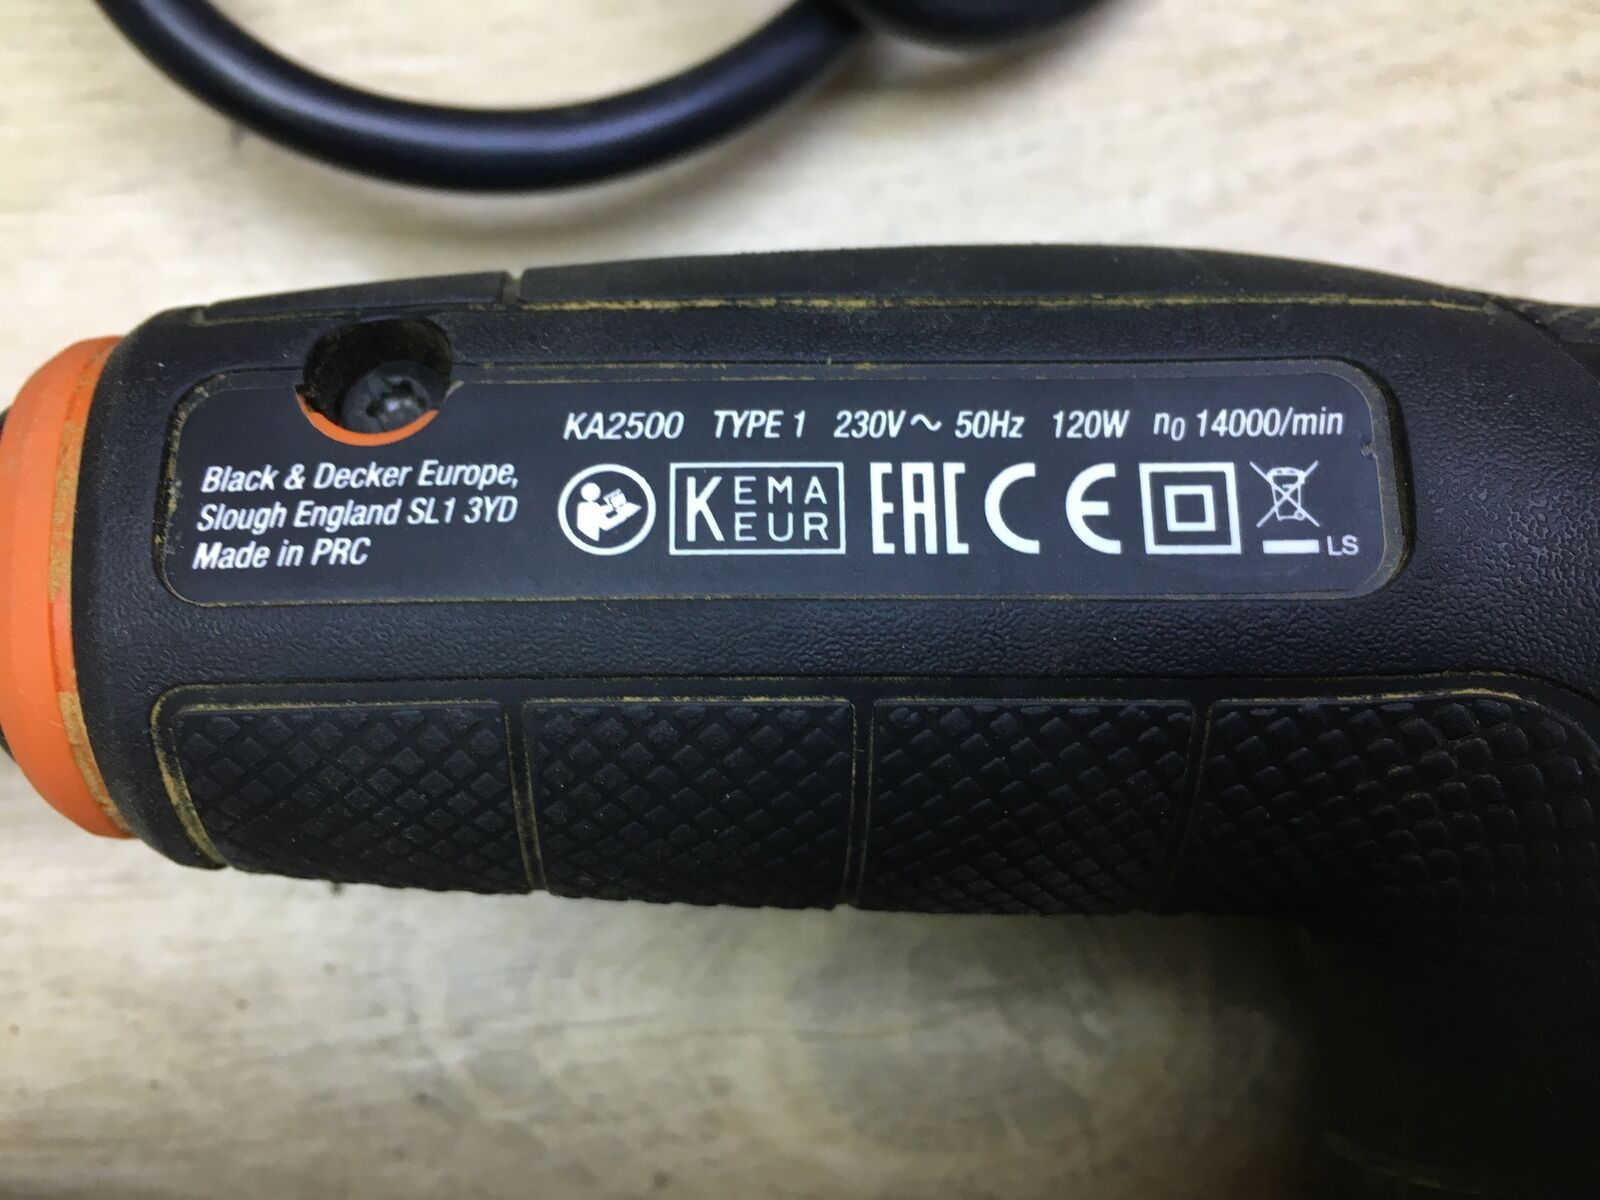 KA2500 TYPE 1 230V ~ 50Hz 120W n0 14000/min
Black & Decker Europe,
Slough England SL1 3YD
Made in PRC
KEMA
KEUR
EAC CE
LS